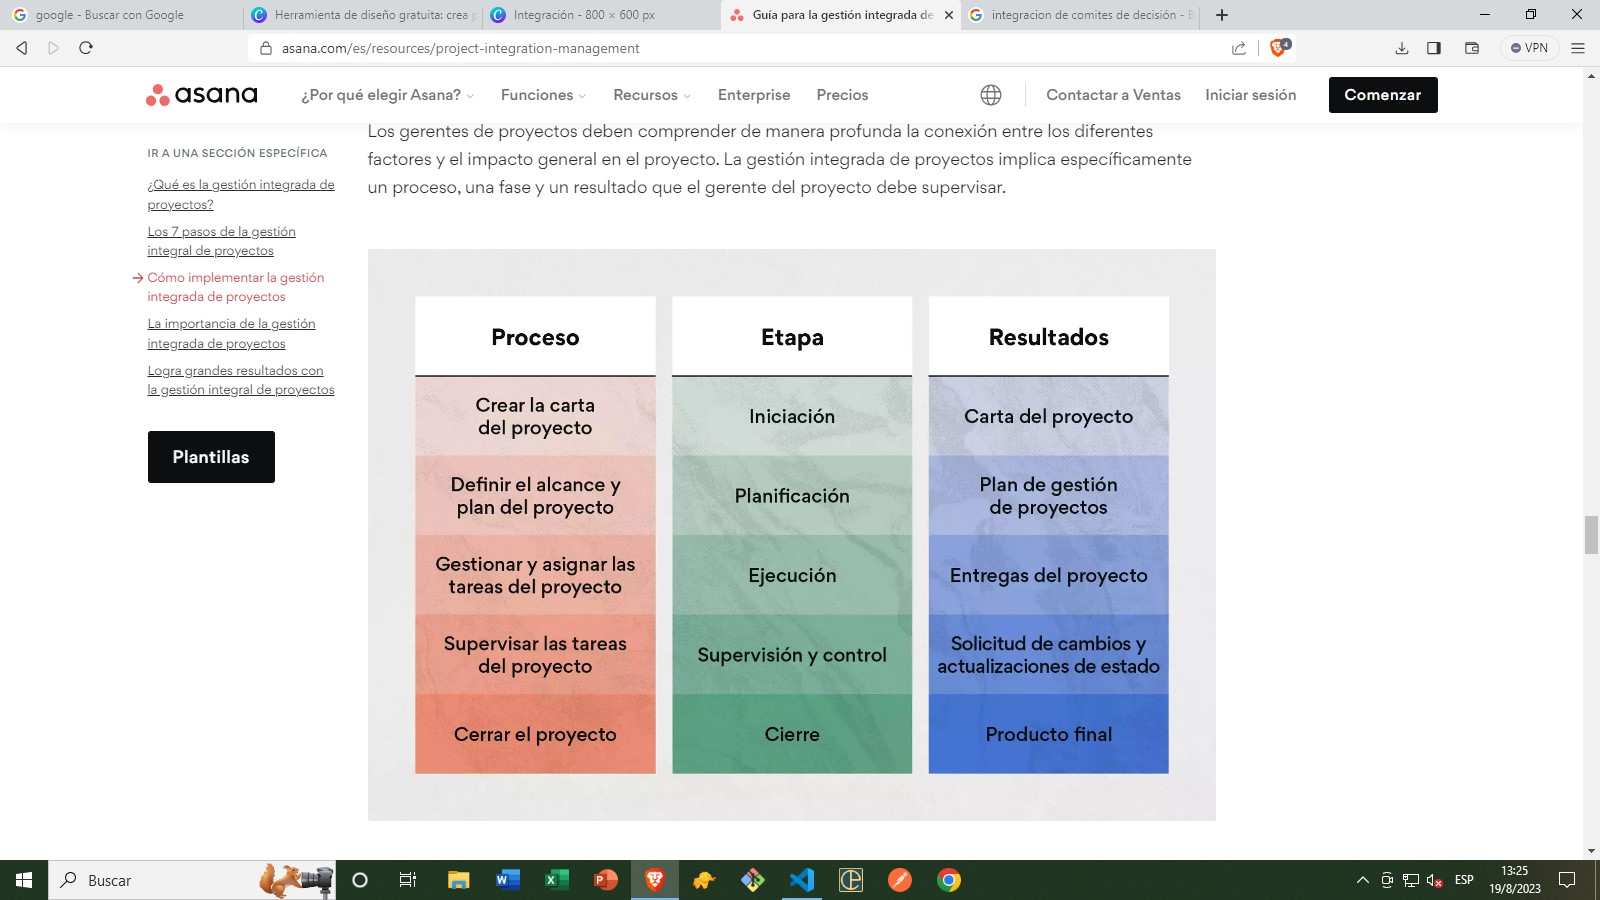 google - Buscar con Google
Herramienta de diseño gratuita: crea p
Integración - 800 × 600 px
Guía para la gestión integrada de
integracion de comites de decisión - B
asana.com/es/resources/project-integration-management
4
VPN
asana
¿Por qué elegir Asana?
Funciones
Recursos
Enterprise
Precios
Contactar a Ventas
Iniciar sesión
Comenzar
IR A UNA SECCIÓN ESPECÍFICA
¿Qué es la gestión integrada de
proyectos?
Los 7 pasos de la gestión
integral de proyectos
Cómo implementar la gestión
integrada de proyectos
La importancia de la gestión
integrada de proyectos
Logra grandes resultados con
la gestión integral de proyectos
Plantillas
Los gerentes de proyectos deben comprender de manera profunda la conexión entre los diferentes
factores y el impacto general en el proyecto. La gestión integrada de proyectos implica específicamente
un proceso, una fase y un resultado que el gerente del proyecto debe supervisar.
Proceso
Etapa
Resultados
Crear la carta
del proyecto
Iniciación
Carta del proyecto
Definir el alcance y
plan del proyecto
Planificación
Plan de gestión
de proyectos
Gestionar y asignar las
tareas del proyecto
Ejecución
Entregas del proyecto
Supervisar las tareas
del proyecto
Supervisión y control
Solicitud de cambios y
actualizaciones de estado
Cerrar el proyecto
Cierre
Producto final
Buscar
ESP
13:25
19/8/2023